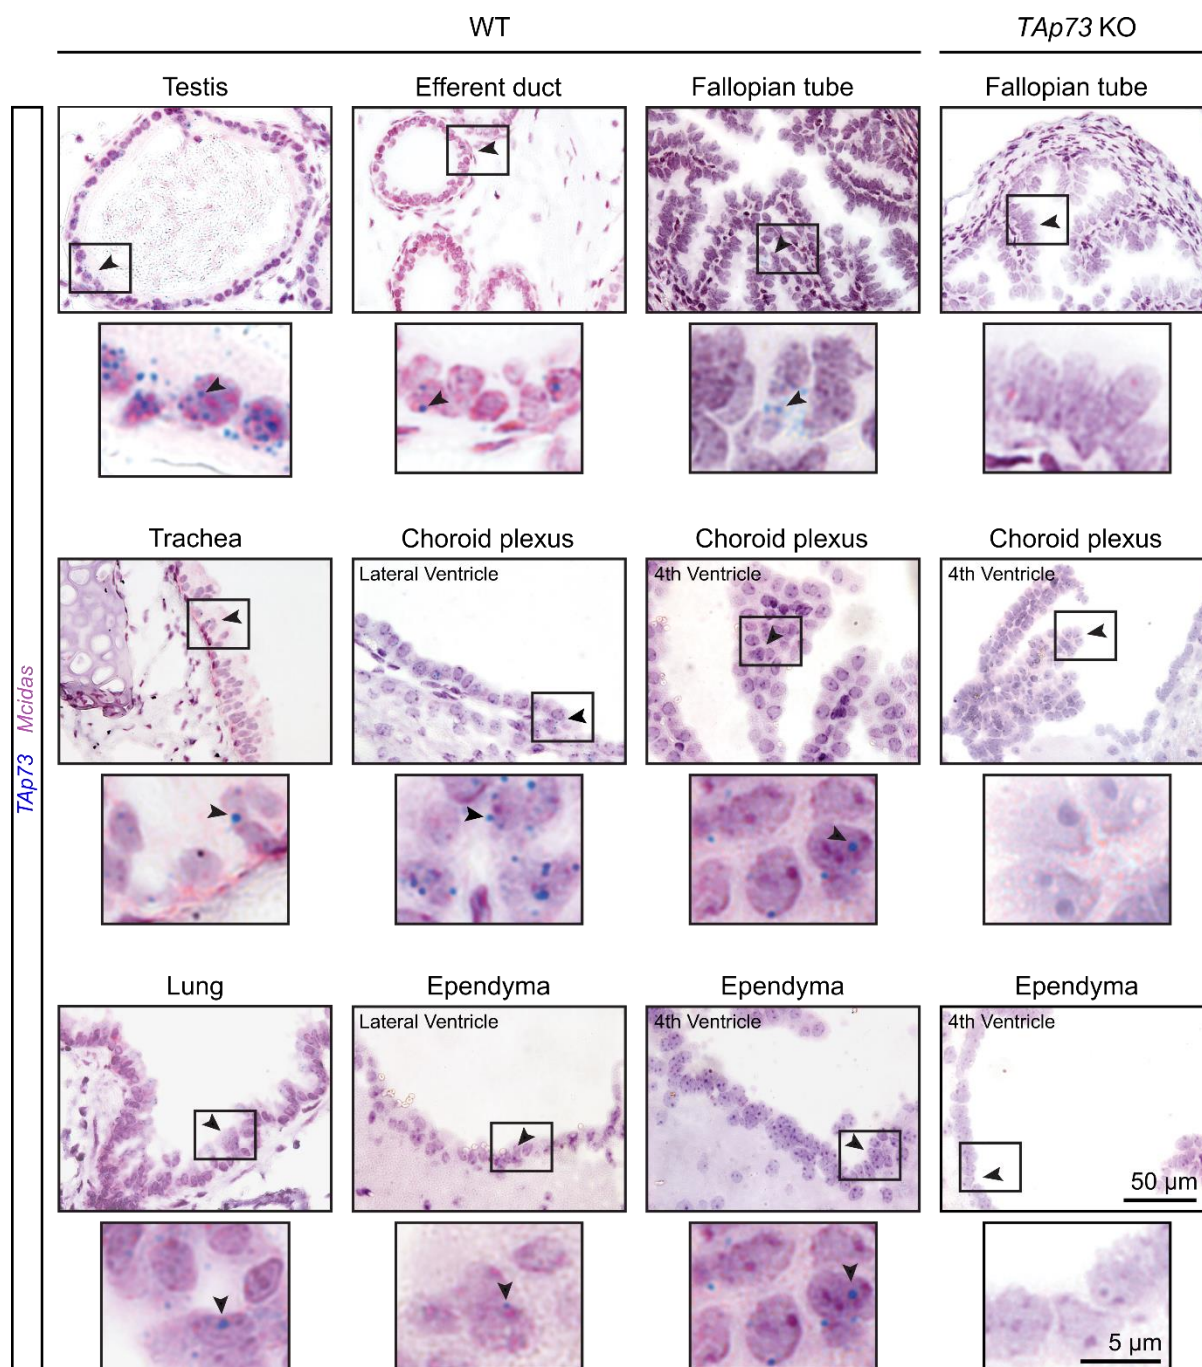 WT
TAp73 KO
Testis
Efferent duct
Fallopian tube
Fallopian tube
TAp73 Mcidas
Trachea
Choroid plexus
Choroid plexus
Choroid plexus
Lateral Ventricle
4th Ventricle
4th Ventricle
Lung
Ependyma
Ependyma
Ependyma
Lateral Ventricle
4th Ventricle
4th Ventricle
50 µm
5 µm